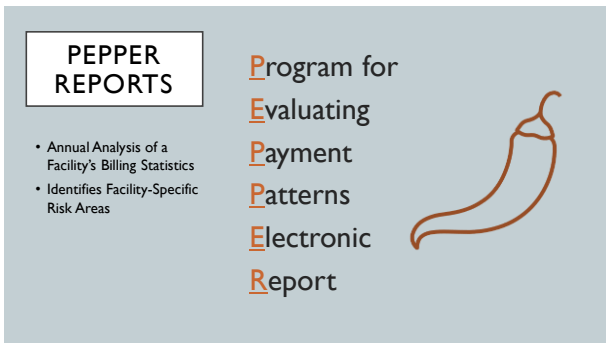 PEPPER
REPORTS
• Annual Analysis of a
Facility's Billing Statistics
• Identifies Facility-Specific
Risk Areas
Program for
Evaluating
Payment
Patterns
Electronic
Report